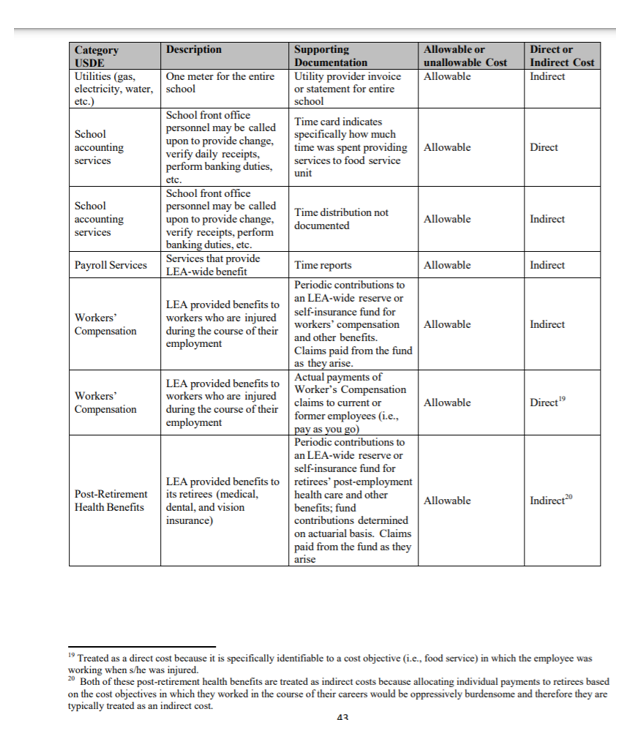 Category
USDE
Description
Supporting
Documentation
Allowable or
unallowable Cost
Direct or
Indirect Cost
Utilities (gas,
electricity, water,
etc.)
One meter for the entire
school
Utility provider invoice
or statement for entire
school
Allowable
Indirect
School
accounting
services
School front office
personnel may be called
upon to provide change,
verify daily receipts,
perform banking duties,
etc.
Time card indicates
specifically how much
time was spent providing
services to food service
unit
Allowable
Direct
School
accounting
services
School front office
personnel may be called
upon to provide change,
verify receipts, perform
banking duties, etc.
Time distribution not
documented
Allowable
Indirect
Payroll Services
Services that provide
LEA-wide benefit
Time reports
Allowable
Indirect
Workers'
Compensation
LEA provided benefits to
workers who are injured
during the course of their
employment
Periodic contributions to
an LEA-wide reserve or
self-insurance fund for
workers' compensation
and other benefits.
Claims paid from the fund
as they arise.
Allowable
Indirect
Workers'
Compensation
LEA provided benefits to
workers who are injured
during the course of their
employment
Actual payments of
Worker's Compensation
claims to current or
former employees (i.e.,
pay as you go)
Allowable
Direct19
Post-Retirement
Health Benefits
LEA provided benefits to
its retirees (medical,
dental, and vision
insurance)
Periodic contributions to
an LEA-wide reserve or
self-insurance fund for
retirees' post-employment
health care and other
benefits; fund
contributions determined
on actuarial basis. Claims
paid from the fund as they
arise
Allowable
Indirect20
19 Treated as a direct cost because it is specifically identifiable to a cost objective (i.e., food service) in which the employee was
working when s/he was injured.
20 Both of these post-retirement health benefits are treated as indirect costs because allocating individual payments to retirees based
on the cost objectives in which they worked in the course of their careers would be oppressively burdensome and therefore they are
typically treated as an indirect cost.
43